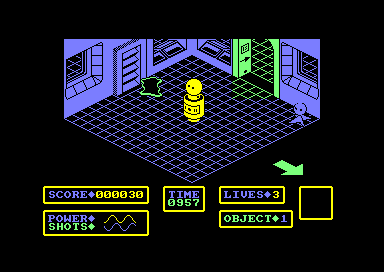 SCORE◆000030
TIME
0957
LIVES◆3
POWER◆
SHOTS◆
OBJECT◆1